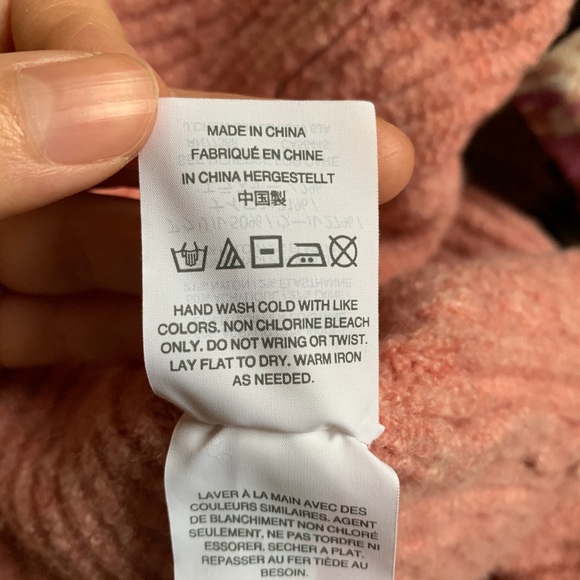 MADE IN CHINA
FABRIQUÉ EN CHINE
IN CHINA HERGESTELLT
中国製
HAND WASH COLD WITH LIKE
COLORS. NON CHLORINE BLEACH
ONLY. DO NOT WRING OR TWIST.
LAY FLAT TO DRY. WARM IRON
AS NEEDED.
LAVER À LA MAIN AVEC DES
COULEURS SIMILAIRES. AGENT
DE BLANCHIMENT NON CHLORÉ
SEULEMENT, NE PAS TORDRE NI
ESSORER. SECHER A PLAT.
REPASSER AU FER TIÈDE AU
BESOIN.